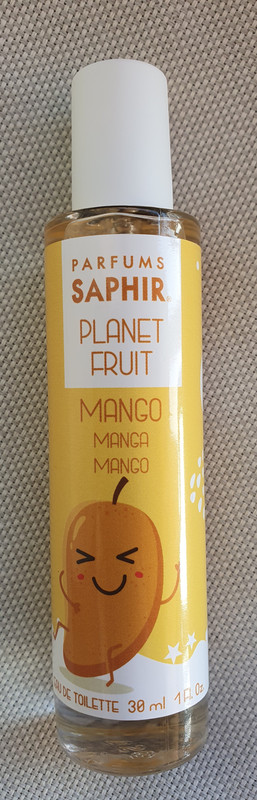 PARFUMS
SAPHIR®
PLANET
FRUIT
MANGO
MANGA
MANGO
EAU DE TOILETTE 30 ml 1 Fl. Oz.